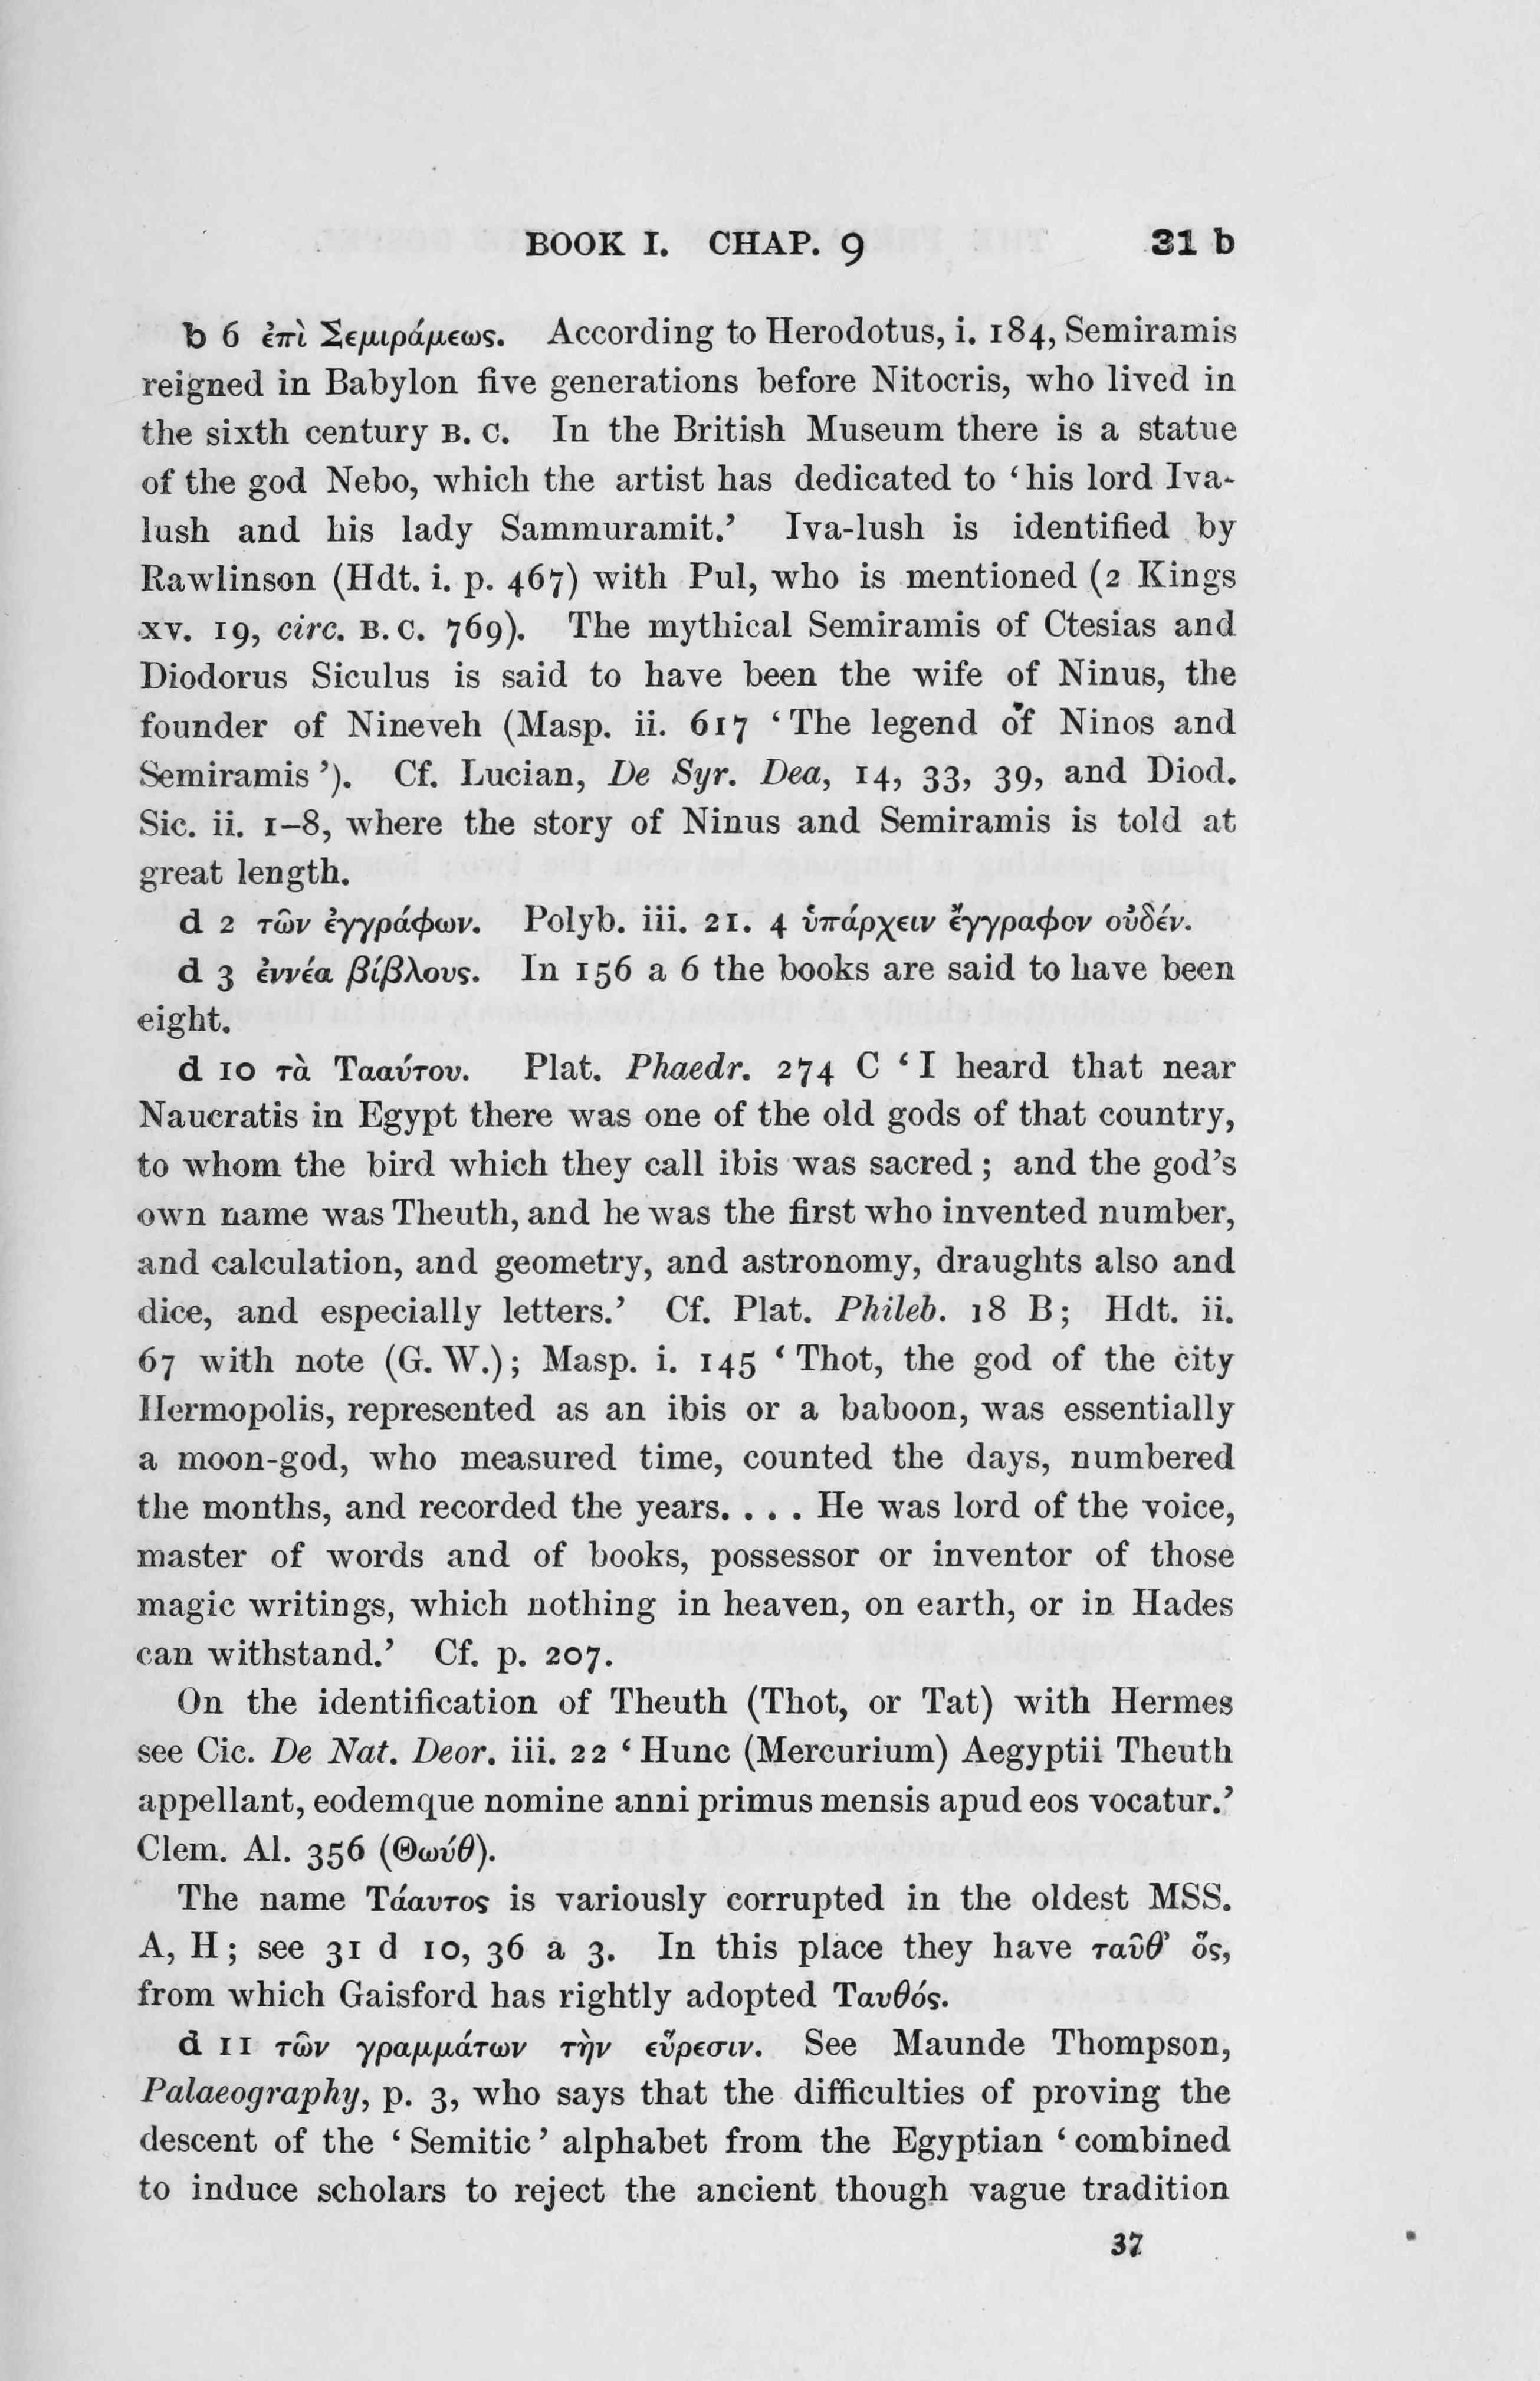 BOOK I. CHAP. 9 31 b
b 6 ἐπὶ Σεμιράμεως. According to Herodotus, i. 184, Semiramis
reigned in Babylon five generations before Nitocris, who lived in
the sixth century B. C. In the British Museum there is a statue
of the god Nebo, which the artist has dedicated to ‘his lord Iva-
lush and his lady Sammuramit.’ Iva-lush is identified by
Rawlinson (Hdt. i. p. 467) with Pul, who is mentioned (2 Kings
xv. 19, circ. B. C. 769). The mythical Semiramis of Ctesias and
Diodorus Siculus is said to have been the wife of Ninus, the
founder of Nineveh (Masp. ii. 617 ‘The legend of Ninos and
Semiramis’). Cf. Lucian, De Syr. Dea, 14, 33, 39, and Diod.
Sic. ii. 1–8, where the story of Ninus and Semiramis is told at
great length.
d 2 τῶν ἐγγράφων. Polyb. iii. 21. 4 ὑπάρχειν ἔγγραφον οὐδέν.
d 3 ἐννέα βίβλους. In 156 a 6 the books are said to have been
eight.
d 10 τὰ Τααύτου. Plat. Phaedr. 274 C ‘I heard that near
Naucratis in Egypt there was one of the old gods of that country,
to whom the bird which they call ibis was sacred; and the god’s
own name was Theuth, and he was the first who invented number,
and calculation, and geometry, and astronomy, draughts also and
dice, and especially letters.’ Cf. Plat. Phileb. 18 B; Hdt. ii.
67 with note (G. W.); Masp. i. 145 ‘Thot, the god of the city
Hermopolis, represented as an ibis or a baboon, was essentially
a moon-god, who measured time, counted the days, numbered
the months, and recorded the years. . . . He was lord of the voice,
master of words and of books, possessor or inventor of those
magic writings, which nothing in heaven, on earth, or in Hades
can withstand.’ Cf. p. 207.
On the identification of Theuth (Thot, or Tat) with Hermes
see Cic. De Nat. Deor. iii. 22 ‘Hunc (Mercurium) Aegyptii Theuth
appellant, eodemque nomine anni primus mensis apud eos vocatur.’
Clem. Al. 356 (Θωύθ).
The name Τάαυτος is variously corrupted in the oldest MSS.
A, H; see 31 d 10, 36 a 3. In this place they have ταῦθ’ ὅς,
from which Gaisford has rightly adopted Ταυθός.
d 11 τῶν γραμμάτων τὴν εὕρεσιν. See Maunde Thompson,
Palaeography, p. 3, who says that the difficulties of proving the
descent of the ‘Semitic’ alphabet from the Egyptian ‘combined
to induce scholars to reject the ancient though vague tradition
37